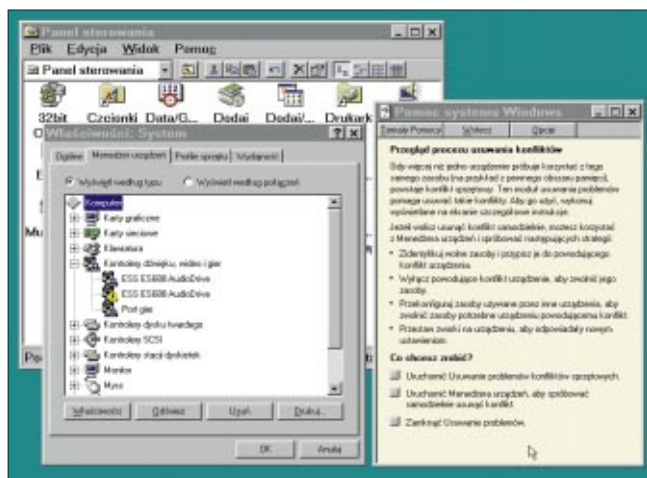 Panel sterowania
Plik Edycja Widok Pomoc
Panel sterowania
32bit Czcionki Data/G... Dodai Dodai/... Drukark
Właściwości: System
Ogólne Menedżer urządzeń Profile sprzętu Wydajność
Wyświetl według typu Wyświetl według połączeń
Komputer
Karty graficzne
Karty sieciowe
Klawiatura
Kontrolery dźwięku, wideo i gier
ESS ES688 AudioDrive
ESS ES688 AudioDrive
Port gier
Kontrolery dysku twardego
Kontrolery SCSI
Kontrolery stacji dyskietek
Monitor
Mysz
Właściwości Odśwież Usuń Drukuj...
OK Anuluj
Pomoc systemu Windows
Tematy Pomocy Wstecz Opcje
Przegląd procesu usuwania konfliktów
Gdy więcej niż jedno urządzenie próbuje korzystać z tego
samego zasobu (na przykład z pewnego obszaru pamięci),
powstaje konflikt sprzętowy. Ten moduł usuwania problemów
pomaga usuwać takie konflikty. Aby go użyć, wykonuj
wyświetlane na ekranie szczegółowe instrukcje.
Jeżeli wolisz usunąć konflikt samodzielnie, możesz korzystać
z Menedżera urządzeń i spróbować następujących strategii:
• Zidentyfikuj wolne zasoby i przypisz je do powodującego
konflikt urządzenia.
• Wyłącz powodujące konflikt urządzenie, aby zwolnić jego
zasoby.
• Przekonfiguruj zasoby używane przez inne urządzenia, aby
zwolnić zasoby potrzebne urządzeniu powodującemu konflikt.
• Przestaw zworki na urządzeniu, aby odpowiadały nowym
ustawieniom.
Co chcesz zrobić?
Uruchomić Usuwanie problemów konfliktów sprzętowych.
Uruchomić Menedżera urządzeń, aby spróbować
samodzielnie usunąć konflikt.
Zamknąć Usuwanie problemów.